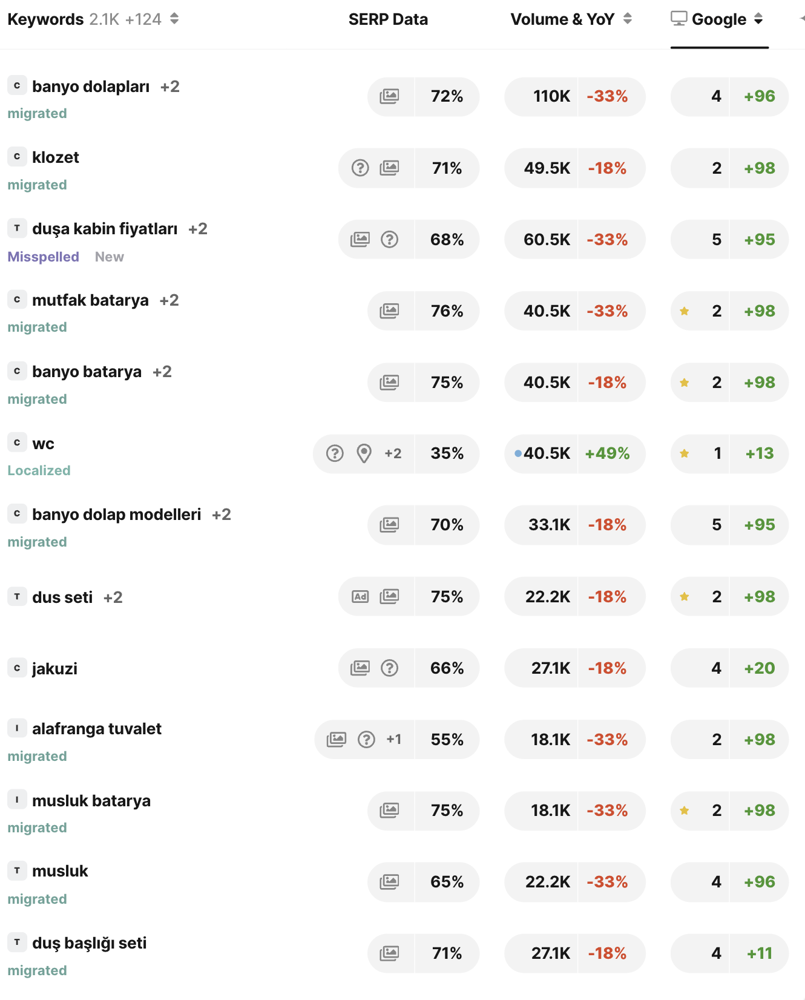 Keywords 2.1K +124 SERP Data Volume & YoY Google
C banyo dolapları +2 72% 110K -33% 4 +96
migrated
C klozet 71% 49.5K -18% 2 +98
migrated
T duşa kabin fiyatları +2 68% 60.5K -33% 5 +95
Misspelled New
C mutfak batarya +2 76% 40.5K -33% 2 +98
migrated
C banyo batarya +2 75% 40.5K -18% 2 +98
migrated
C wc +2 35% 40.5K +49% 1 +13
Localized
C banyo dolap modelleri +2 70% 33.1K -18% 5 +95
migrated
T dus seti +2 Ad 75% 22.2K -18% 2 +98
C jakuzi 66% 27.1K -18% 4 +20
I alafranga tuvalet +1 55% 18.1K -33% 2 +98
migrated
I musluk batarya 75% 18.1K -33% 2 +98
migrated
T musluk 65% 22.2K -33% 4 +96
migrated
T duş başlığı seti 71% 27.1K -18% 4 +11
migrated